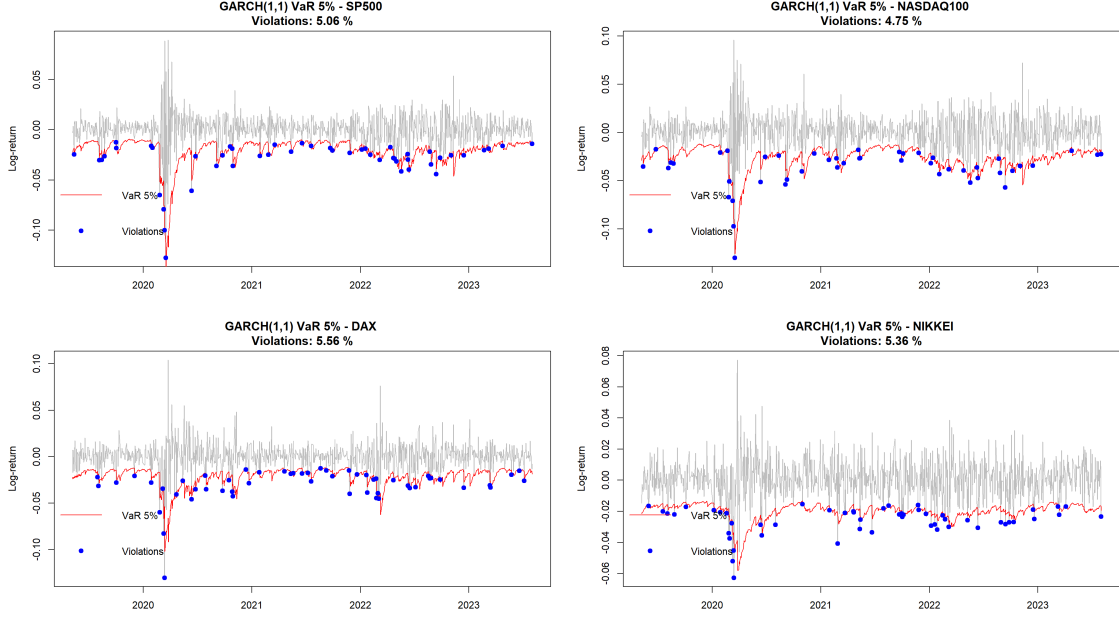 GARCH(1,1) VaR 5% - SP500
Violations: 5.06 %
Log-return
0.05
0.00
-0.05
-0.10
VaR 5%
Violations
2020
2021
2022
2023
GARCH(1,1) VaR 5% - NASDAQ100
Violations: 4.75 %
Log-return
0.10
0.05
0.00
-0.05
-0.10
VaR 5%
Violations
2020
2021
2022
2023
GARCH(1,1) VaR 5% - DAX
Violations: 5.56 %
Log-return
0.10
0.05
0.00
-0.05
-0.10
VaR 5%
Violations
2020
2021
2022
2023
GARCH(1,1) VaR 5% - NIKKEI
Violations: 5.36 %
Log-return
0.08
0.06
0.04
0.02
0.00
-0.02
-0.04
-0.06
VaR 5%
Violations
2020
2021
2022
2023